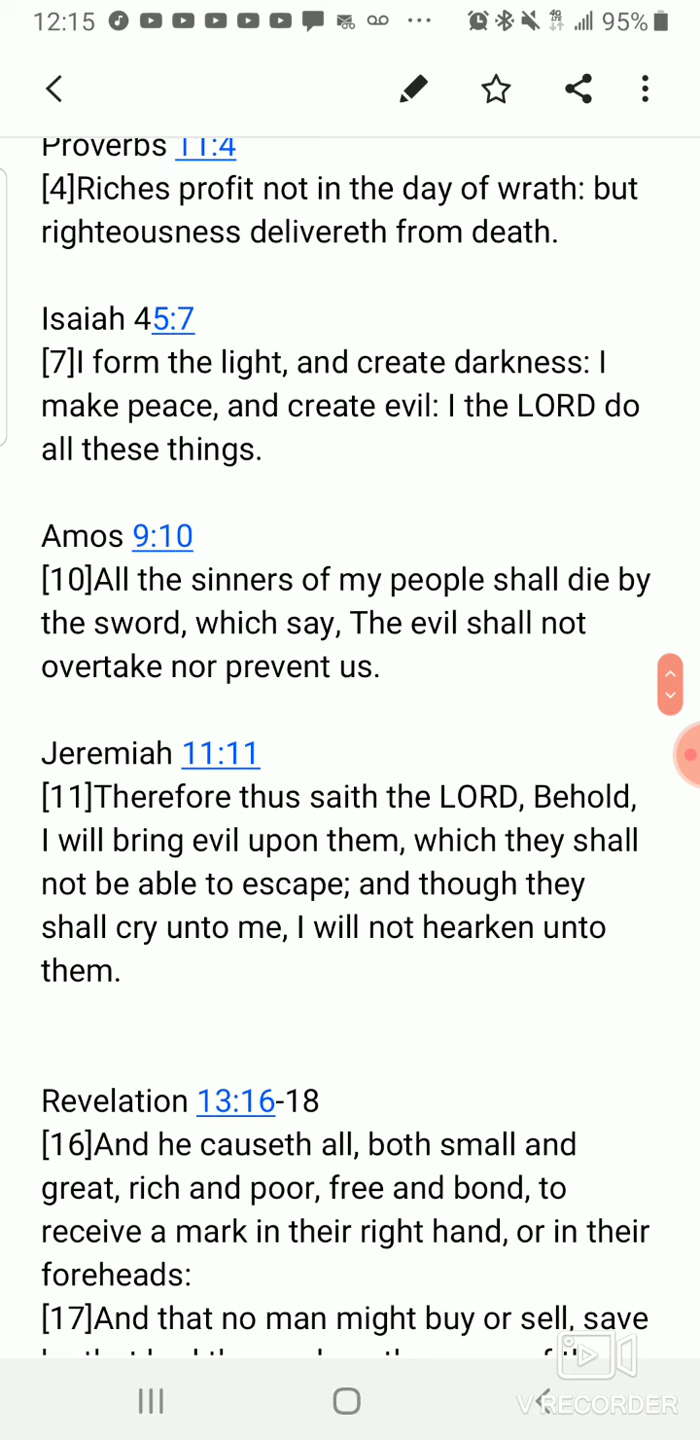 12:15 95%
Proverbs 11:4
[4]Riches profit not in the day of wrath: but
righteousness delivereth from death.
Isaiah 45:7
[7]I form the light, and create darkness: I
make peace, and create evil: I the LORD do
all these things.
Amos 9:10
[10]All the sinners of my people shall die by
the sword, which say, The evil shall not
overtake nor prevent us.
Jeremiah 11:11
[11]Therefore thus saith the LORD, Behold,
I will bring evil upon them, which they shall
not be able to escape; and though they
shall cry unto me, I will not hearken unto
them.
Revelation 13:16-18
[16]And he causeth all, both small and
great, rich and poor, free and bond, to
receive a mark in their right hand, or in their
foreheads:
[17]And that no man might buy or sell, save
V RECORDER